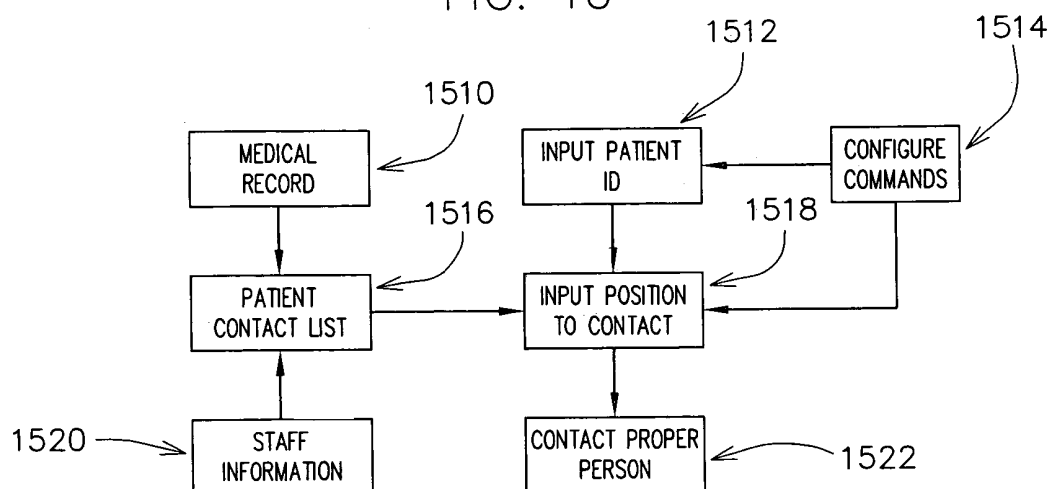 1512
1514
1510
MEDICAL
RECORD
INPUT PATIENT
ID
CONFIGURE
COMMANDS
1516
1518
PATIENT
CONTACT LIST
INPUT POSITION
TO CONTACT
1520
STAFF
INFORMATION
CONTACT PROPER
PERSON
1522